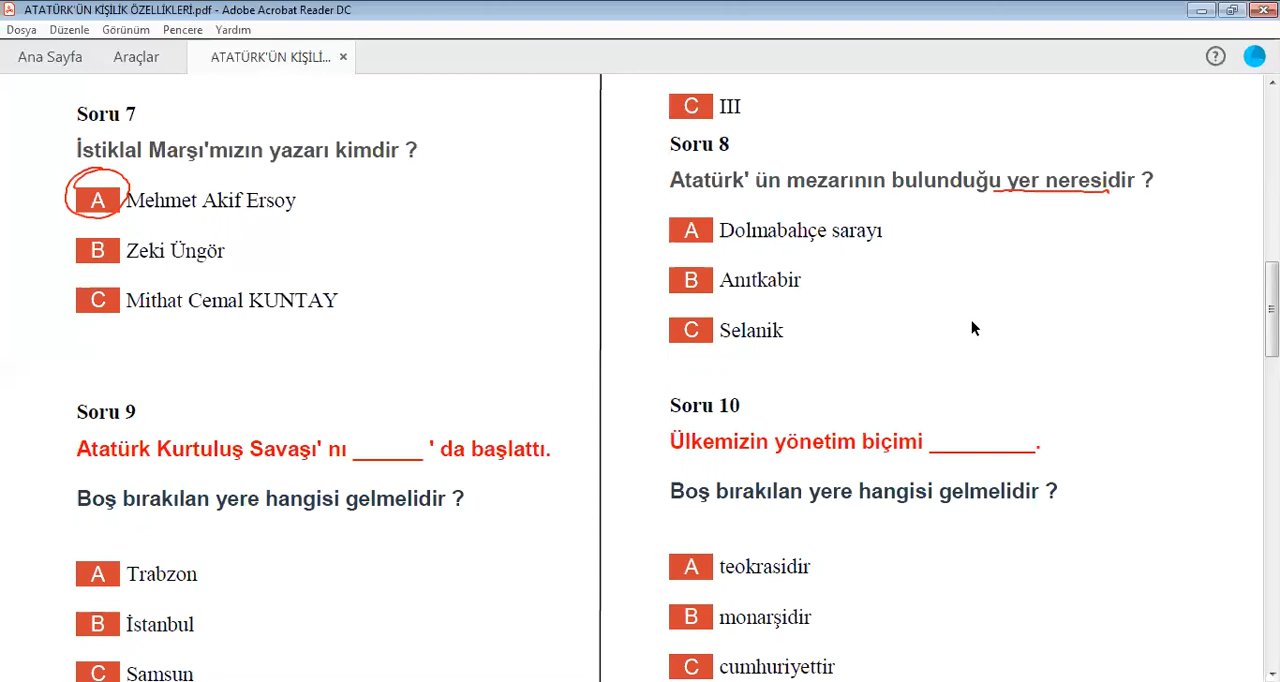 ATATÜRK'ÜN KİŞİLİK ÖZELLİKLERİ.pdf - Adobe Acrobat Reader DC
Dosya Düzenle Görünüm Pencere Yardım
Ana Sayfa Araçlar ATATÜRK'ÜN KİŞİLİ... ×
Soru 7
İstiklal Marşı'mızın yazarı kimdir ?
A Mehmet Akif Ersoy
B Zeki Üngör
C Mithat Cemal KUNTAY
C III
Soru 8
Atatürk' ün mezarının bulunduğu yer neresidir ?
A Dolmabahçe sarayı
B Anıtkabir
C Selanik
Soru 9
Atatürk Kurtuluş Savaşı' nı ______ ' da başlattı.
Boş bırakılan yere hangisi gelmelidir ?
A Trabzon
B İstanbul
C Samsun
Soru 10
Ülkemizin yönetim biçimi _________.
Boş bırakılan yere hangisi gelmelidir ?
A teokrasidir
B monarşidir
C cumhuriyettir